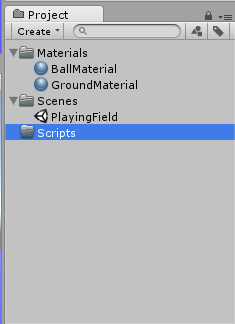 Project
Create
Materials
BallMaterial
GroundMaterial
Scenes
PlayingField
Scripts